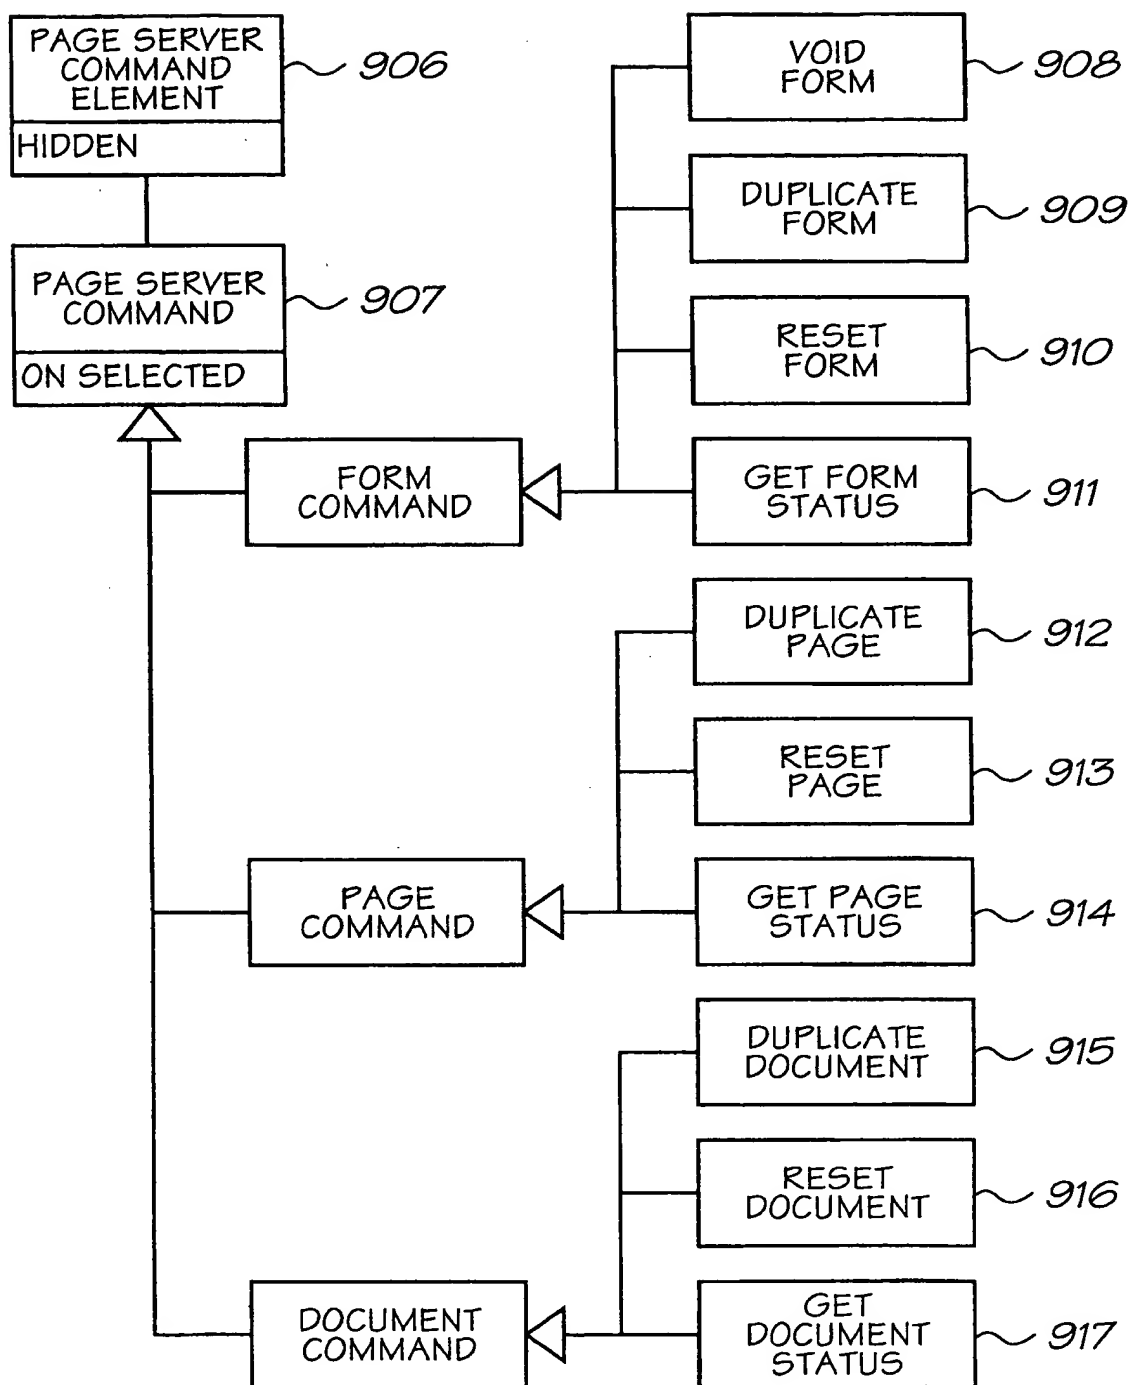 PAGE SERVER
COMMAND
ELEMENT
906
HIDDEN
PAGE SERVER
COMMAND
907
ON SELECTED
FORM
COMMAND
VOID
FORM
908
DUPLICATE
FORM
909
RESET
FORM
910
GET FORM
STATUS
911
PAGE
COMMAND
DUPLICATE
PAGE
912
RESET
PAGE
913
GET PAGE
STATUS
914
DOCUMENT
COMMAND
DUPLICATE
DOCUMENT
915
RESET
DOCUMENT
916
GET
DOCUMENT
STATUS
917